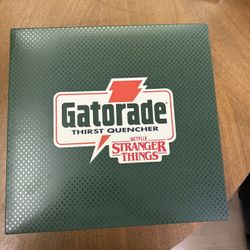 Gatorade
THIRST QUENCHER
NETFLIX
STRANGER
THINGS